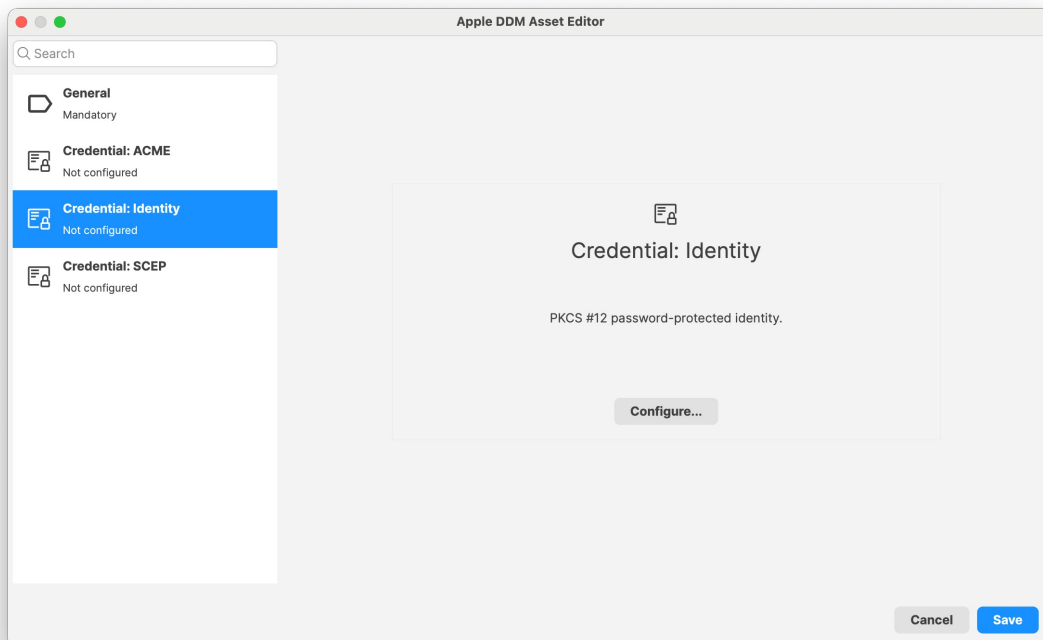 Apple DDM Asset Editor
Search
General
Mandatory
Credential: ACME
Not configured
Credential: Identity
Not configured
Credential: SCEP
Not configured
Credential: Identity
PKCS #12 password-protected identity.
Configure...
Cancel
Save